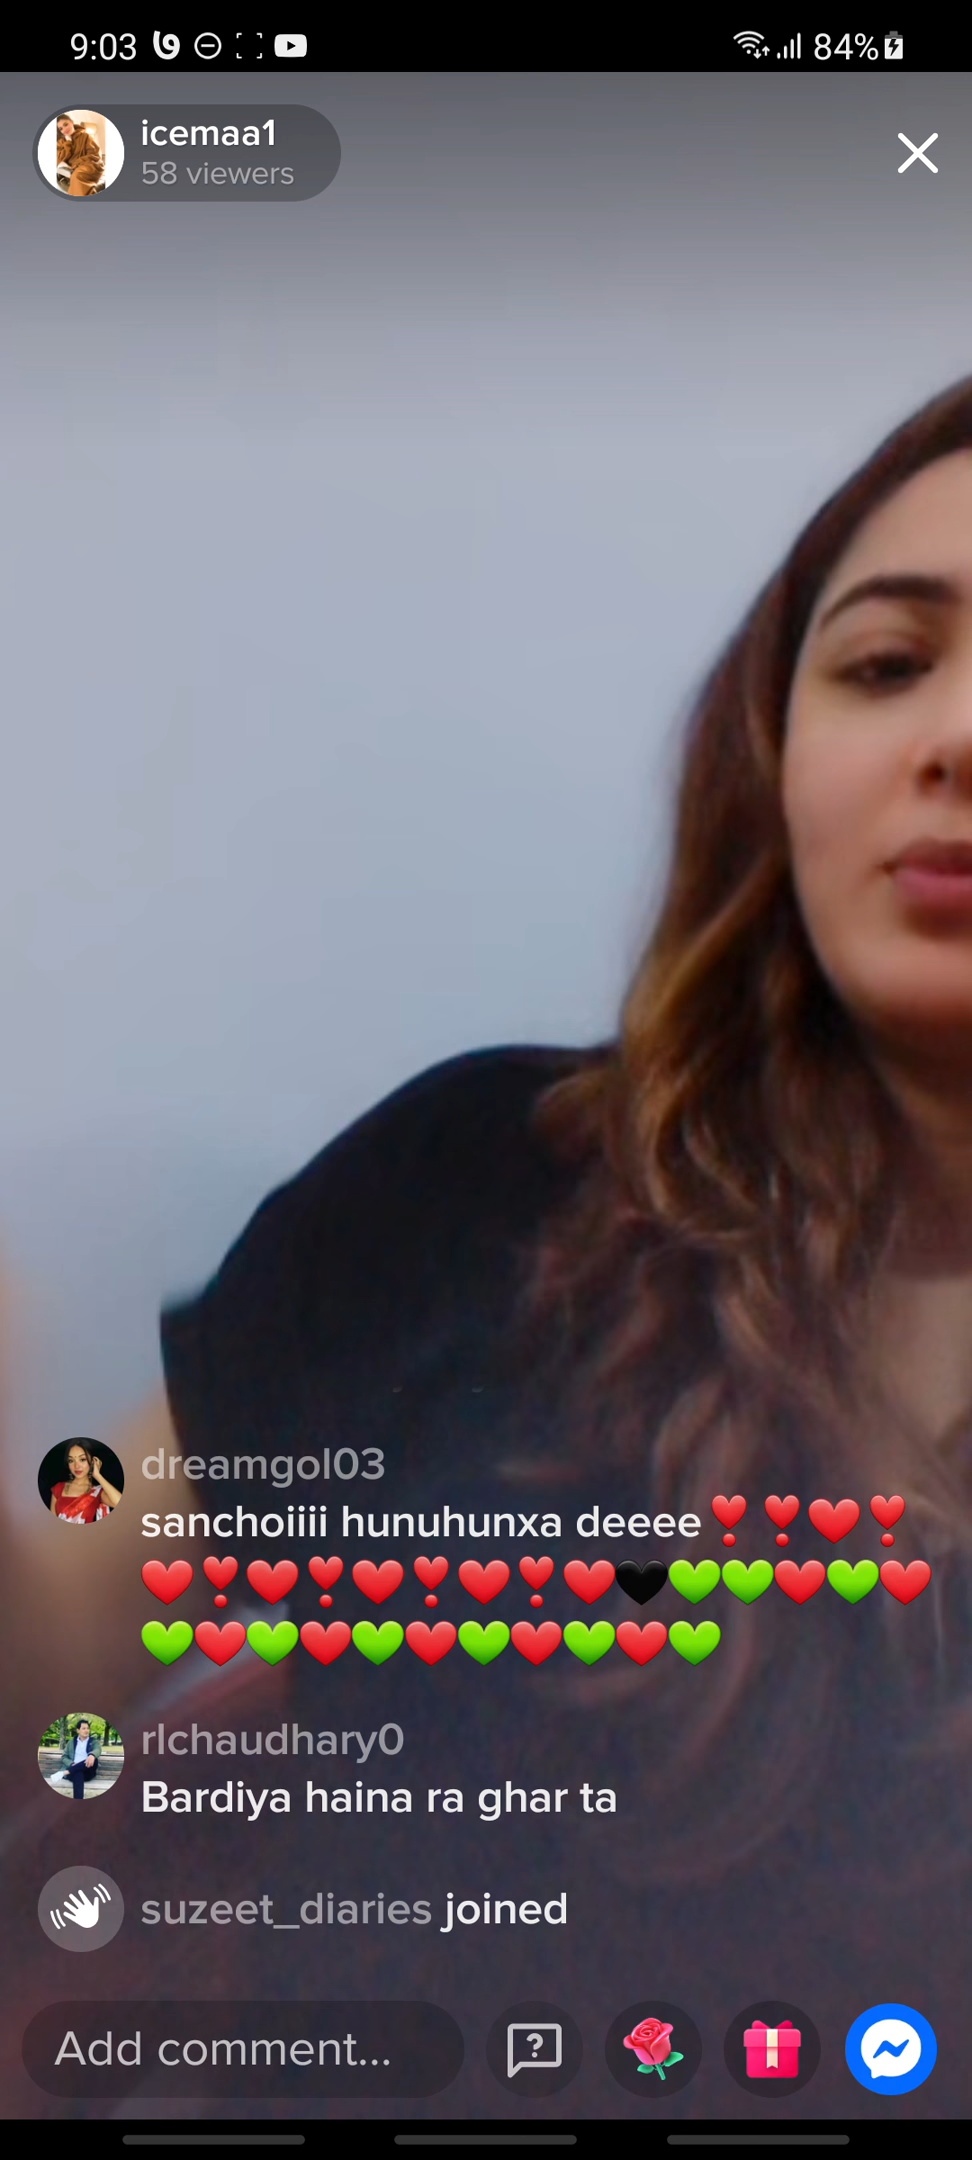 9:03
84%
icemaa1
58 viewers
dreamgol03
sanchoiiii hunuhunxa deeee❣️❣️❤️❣️
❤️❣️❤️❣️❤️❣️❤️❣️❤️🖤💚💚❤️💚❤️
💚❤️💚❤️💚❤️💚❤️💚❤️💚
rlchaudhary0
Bardiya haina ra ghar ta
suzeet_diaries joined
Add comment...